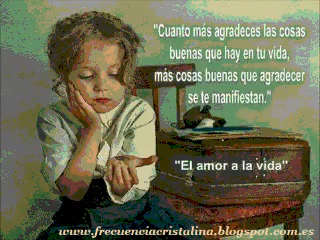 "Cuanto más agradeces las cosas
buenas que hay en tu vida,
más cosas buenas que agradecer
se te manifiestan."
"El amor a la vida"
www.frecuenciacristalina.blogspot.com.es